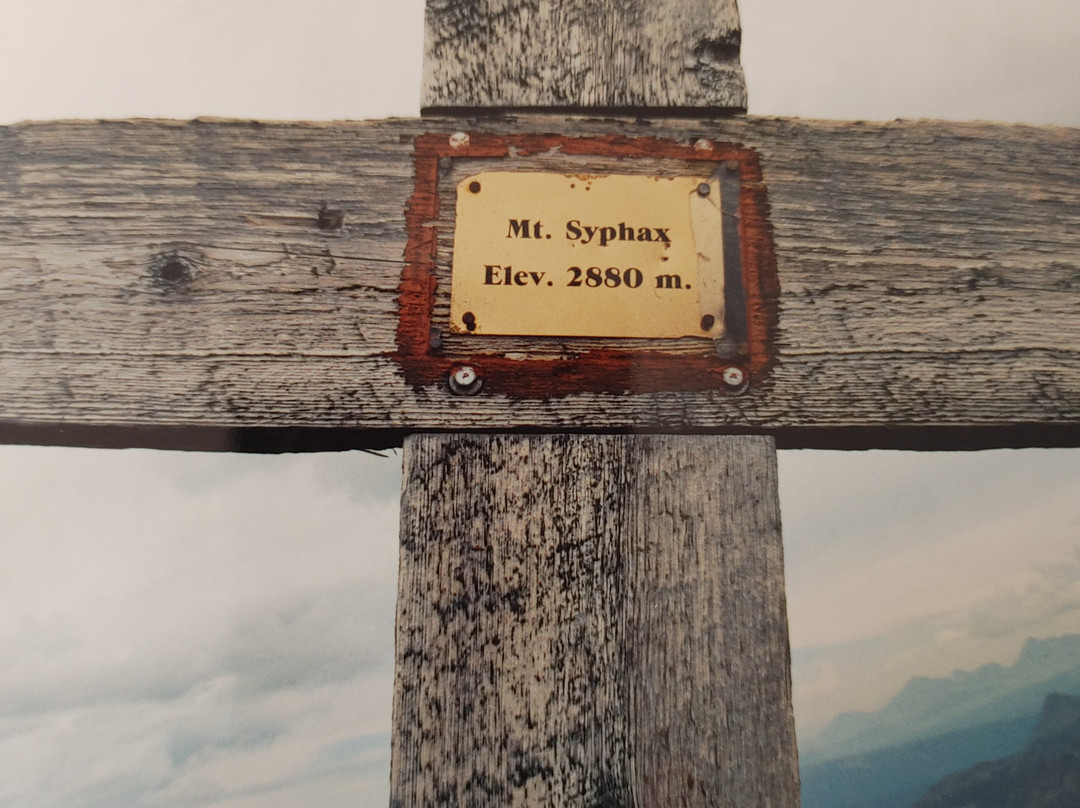 Mt. Syphax
Elev. 2880 m.